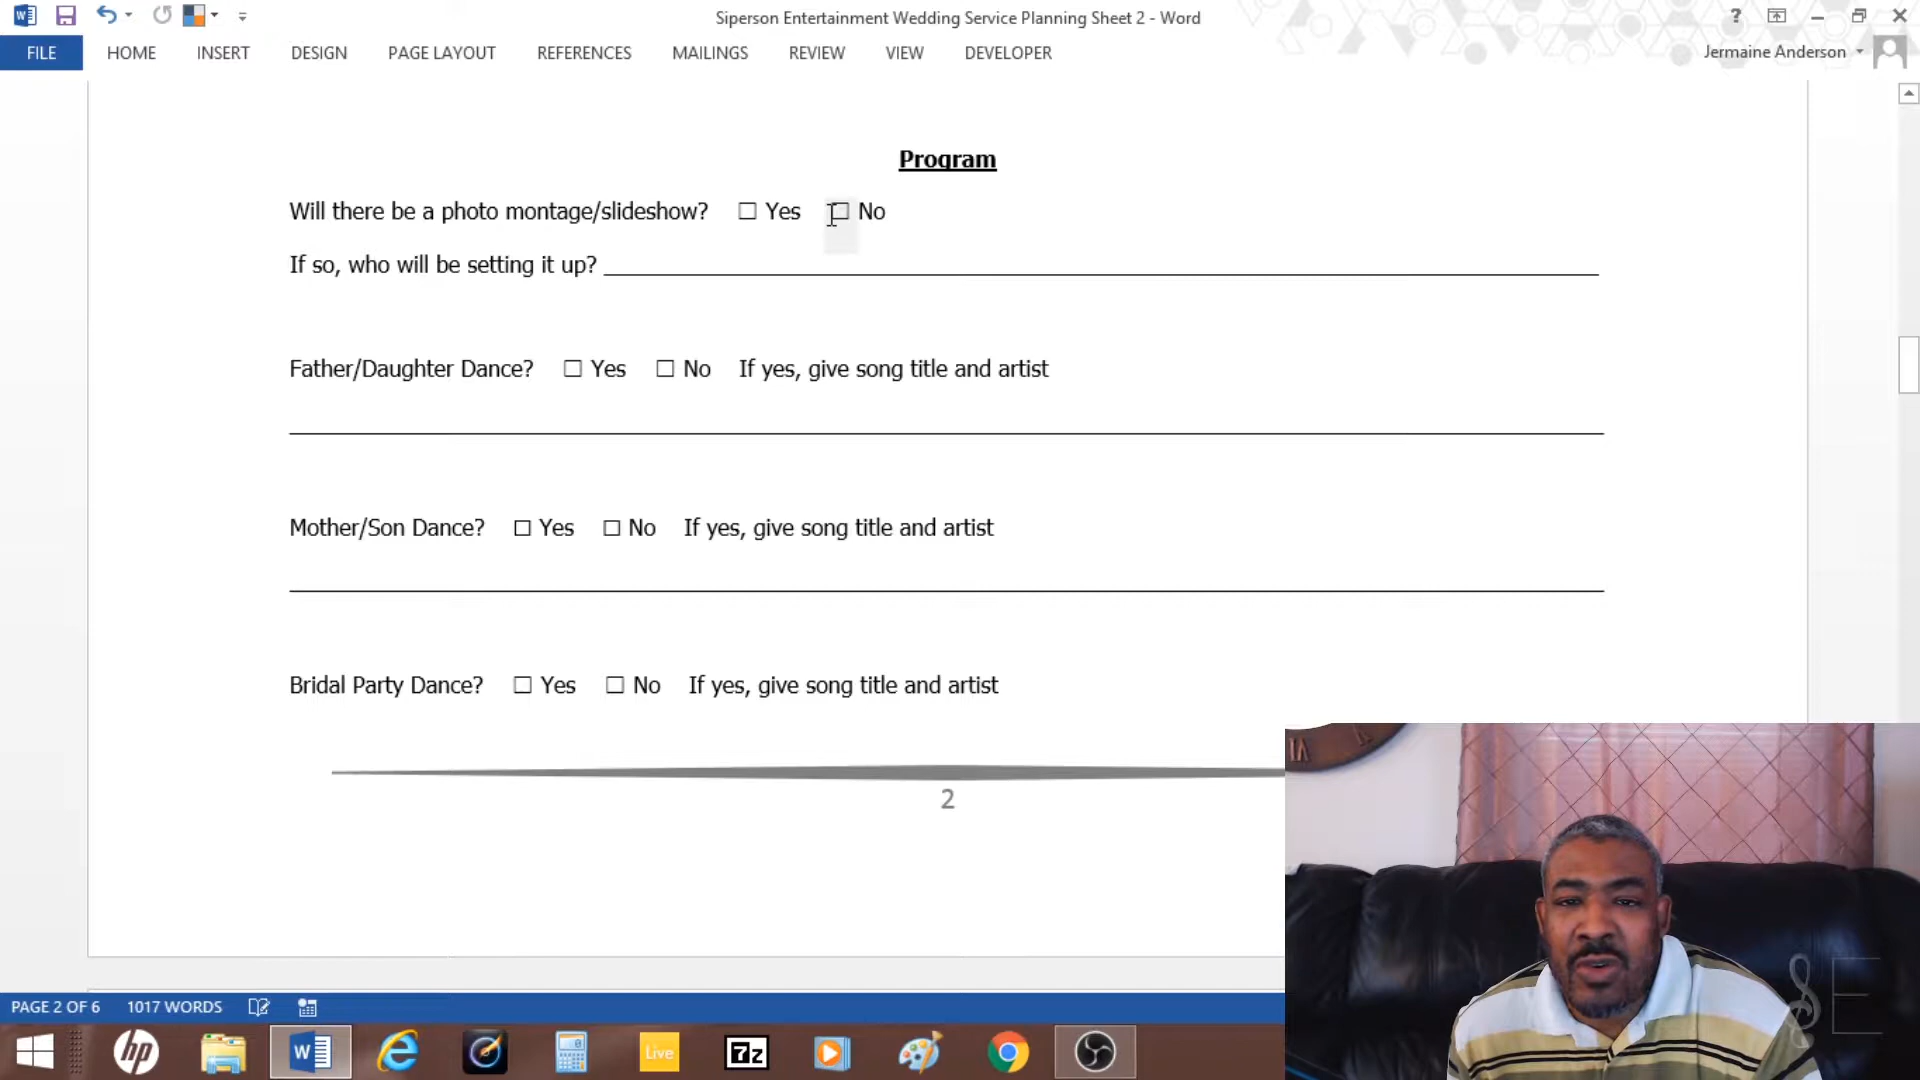 Siperson Entertainment Wedding Service Planning Sheet 2 - Word
?
FILE HOME INSERT DESIGN PAGE LAYOUT REFERENCES MAILINGS REVIEW VIEW DEVELOPER
Jermaine Anderson
Program
Will there be a photo montage/slideshow? ☐ Yes ☐ No
If so, who will be setting it up? ____
Father/Daughter Dance? ☐ Yes ☐ No If yes, give song title and artist
Mother/Son Dance? ☐ Yes ☐ No If yes, give song title and artist
Bridal Party Dance? ☐ Yes ☐ No If yes, give song title and artist
2
PAGE 2 OF 6 1017 WORDS
hp
W
Live
7z
E